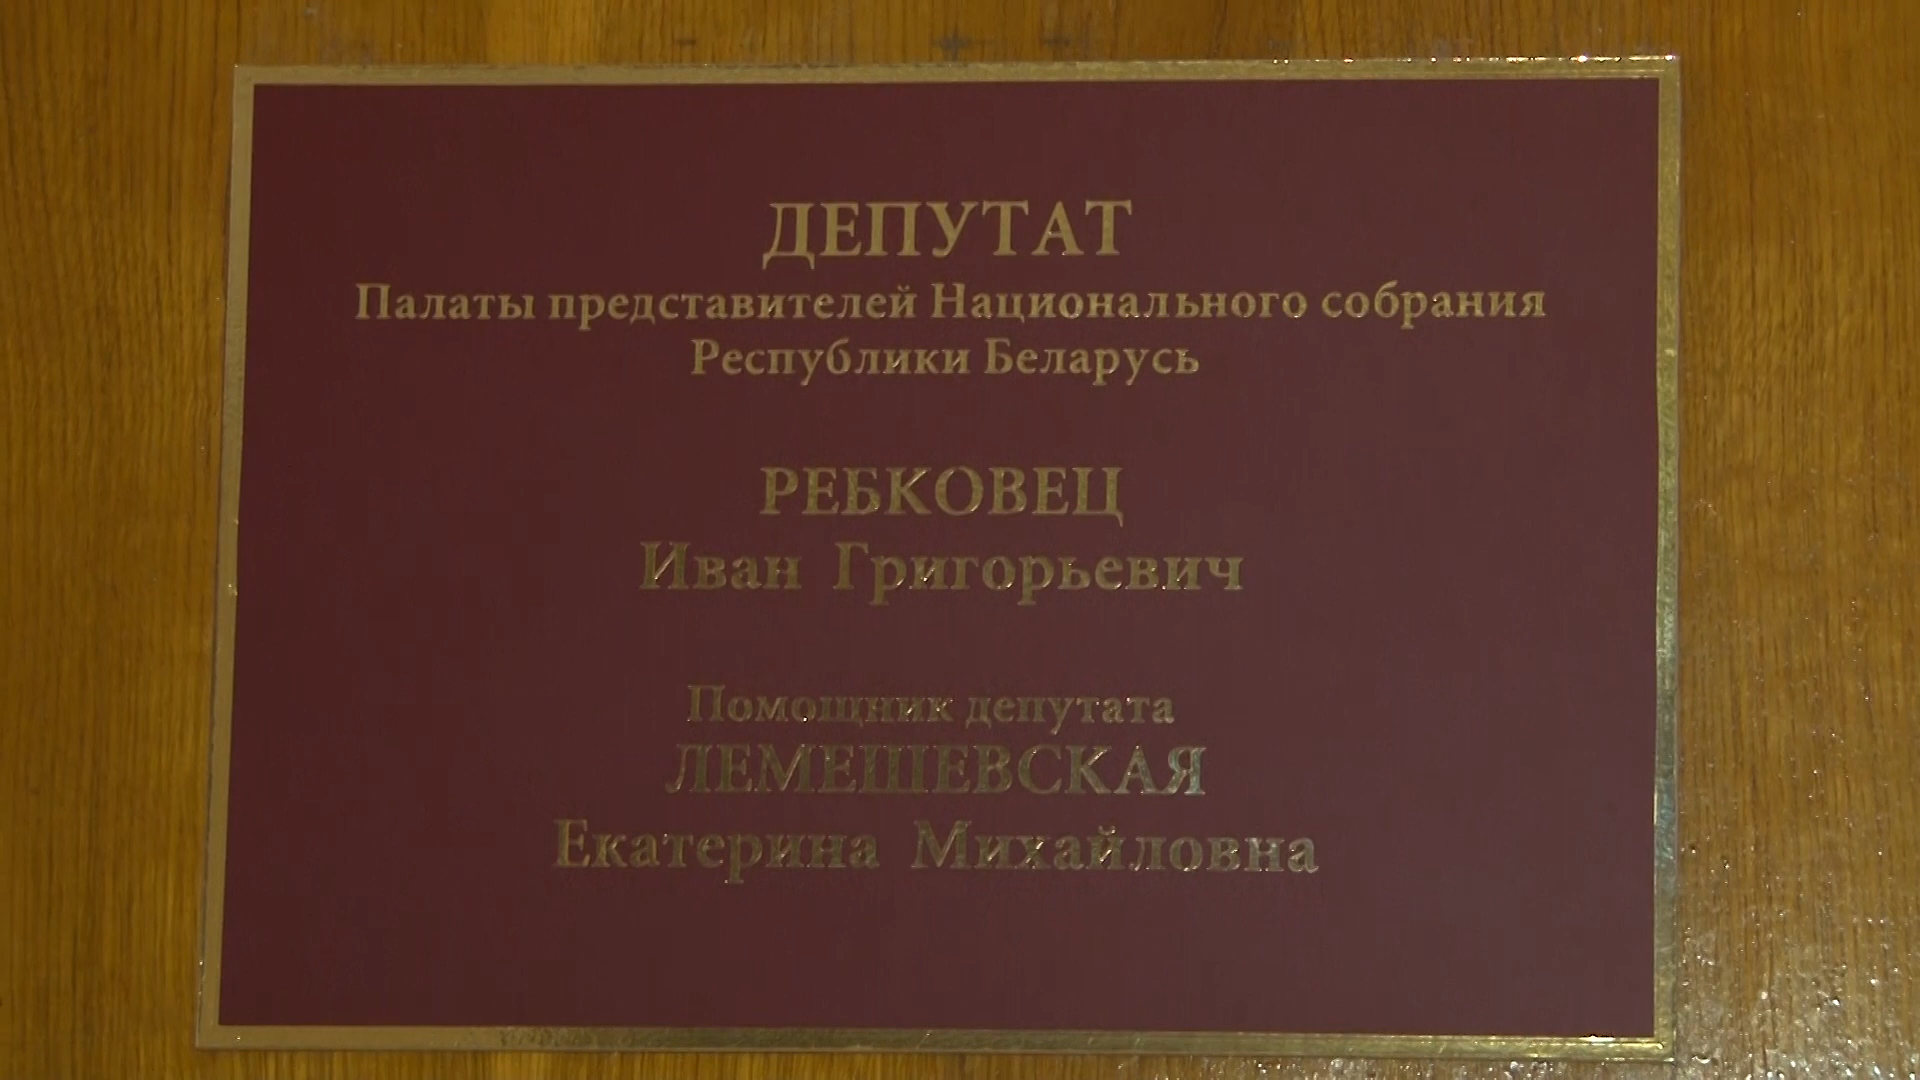 ДЕПУТАТ
Палаты представителей Национального собрания
Республики Беларусь
РЕБКОВЕЦ
Иван Григорьевич
Помощник депутата
ЛЕМЕШЕВСКАЯ
Екатерина Михайловна